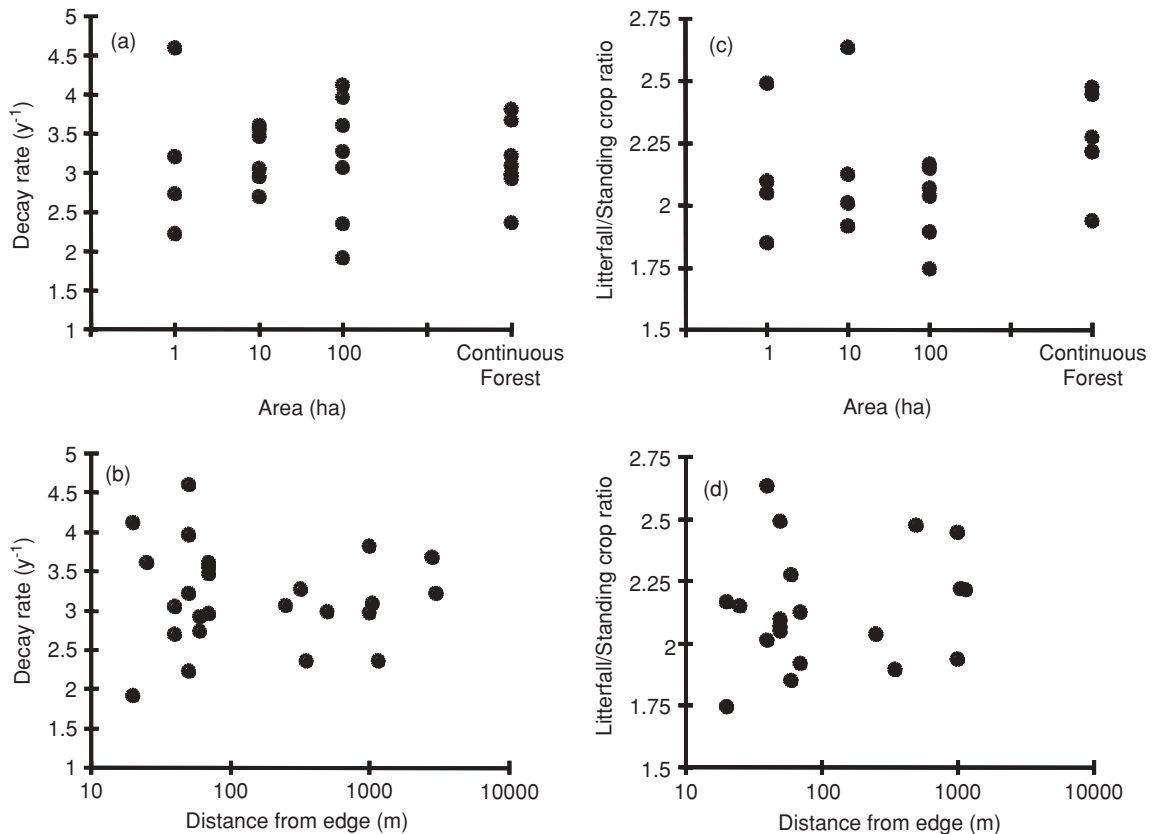 (a)
Decay rate (y⁻¹)
5
4.5
4
3.5
3
2.5
2
1.5
1
1 10 100 Continuous
Forest
Area (ha)
(c)
Litterfall/Standing crop ratio
2.75
2.5
2.25
2
1.75
1.5
1 10 100 Continuous
Forest
Area (ha)
(b)
Decay rate (y⁻¹)
5
4.5
4
3.5
3
2.5
2
1.5
1
10 100 1000 10000
Distance from edge (m)
(d)
Litterfall/Standing crop ratio
2.75
2.5
2.25
2
1.75
1.5
10 100 1000 10000
Distance from edge (m)